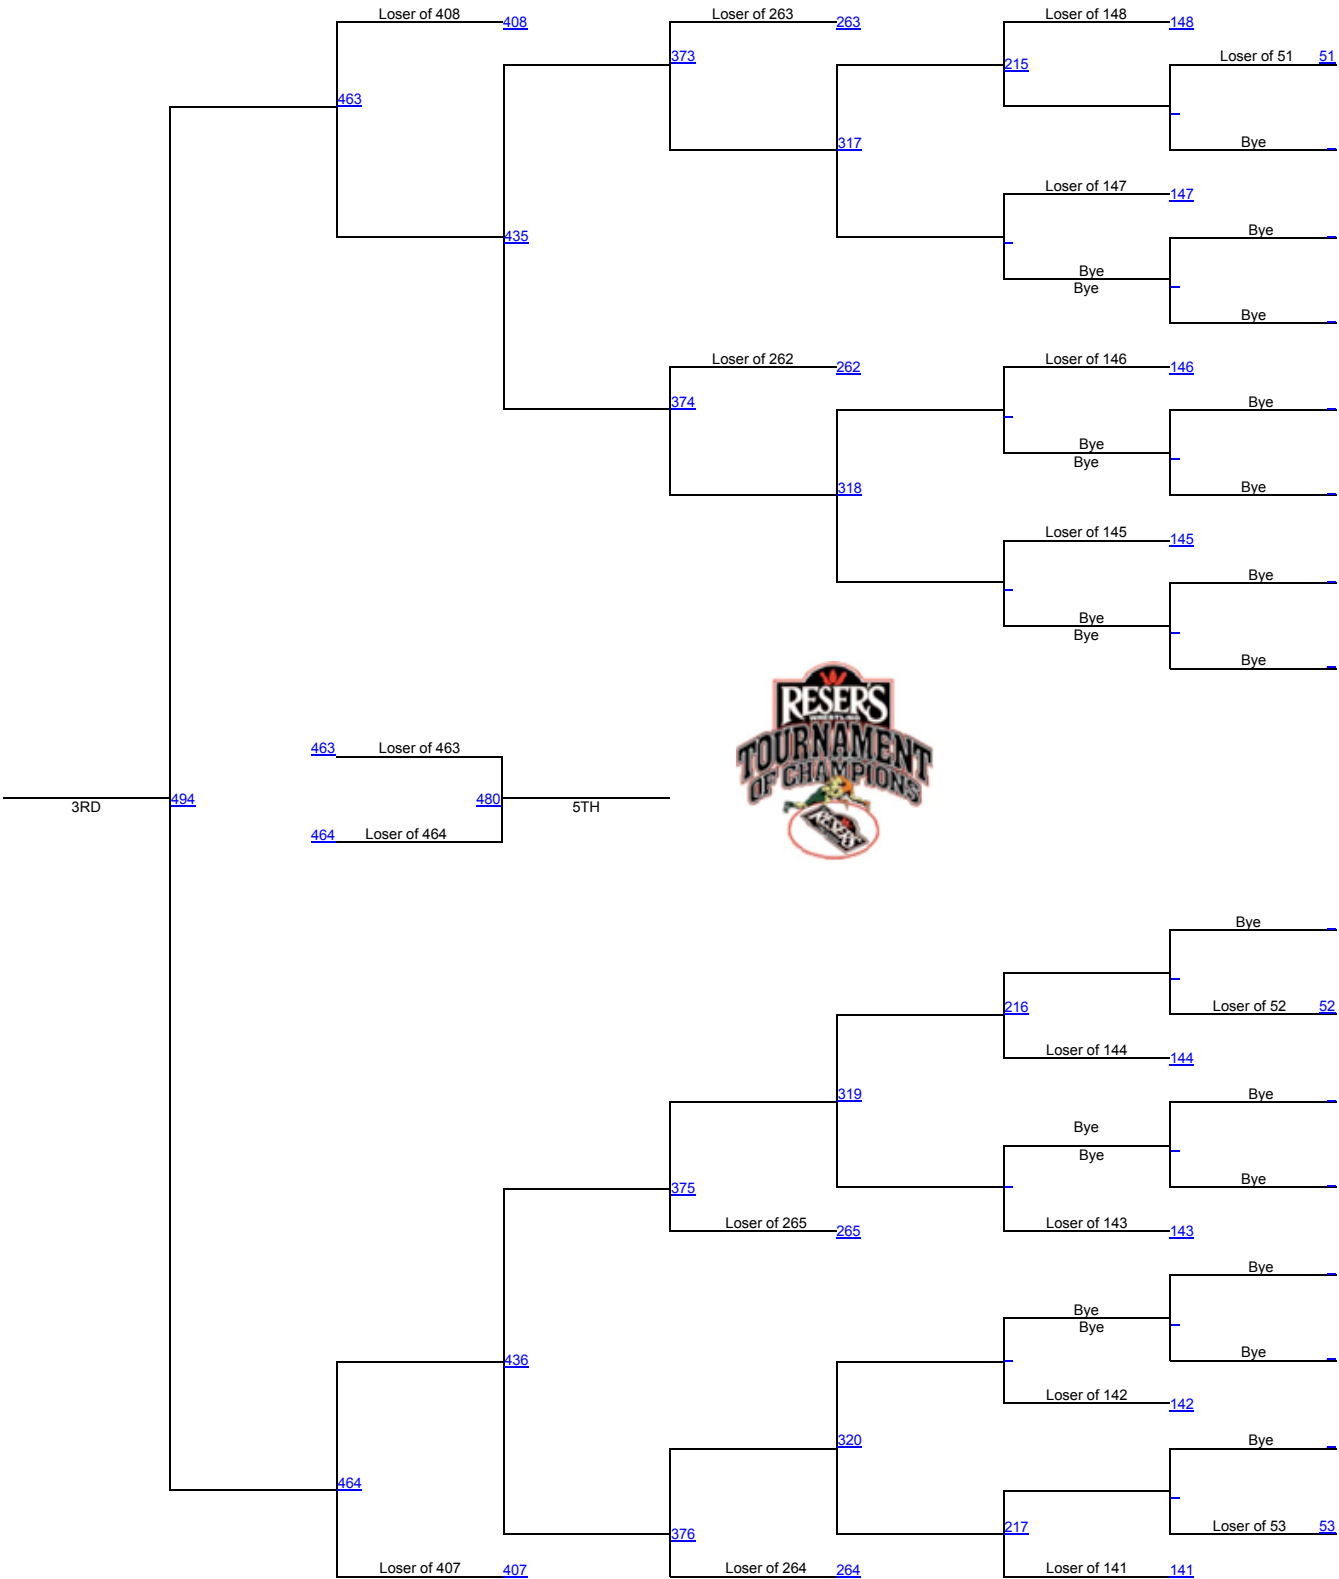 Loser of 408 408 Loser of 263 263 Loser of 148 148
373 215 Loser of 51 51
463
317 Bye
Loser of 147 147
435 Bye
Bye
Bye
Bye
Loser of 262 262 Loser of 146 146
374 Bye
Bye
Bye
318 Bye
Loser of 145 145
Bye
Bye
Bye
Bye
RESER'S
WRESTLING
TOURNAMENT
OF CHAMPIONS
RESER'S
463 Loser of 463
3RD 494 480 5TH
464 Loser of 464
Bye
216 Loser of 52 52
Loser of 144 144
319 Bye
Bye
Bye
375 Bye
Loser of 265 265 Loser of 143 143
Bye
Bye
Bye
436 Bye
Loser of 142 142
320 Bye
464
376 217 Loser of 53 53
Loser of 407 407 Loser of 264 264 Loser of 141 141